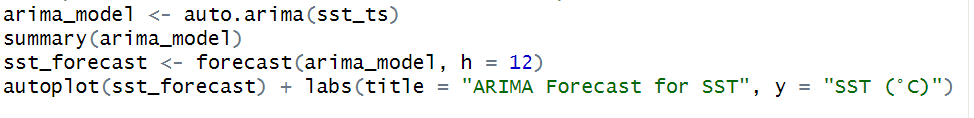 arima_model <- auto.arima(sst_ts)
summary(arima_model)
sst_forecast <- forecast(arima_model, h = 12)
autoplot(sst_forecast) + labs(title = "ARIMA Forecast for SST", y = "SST (°C)")